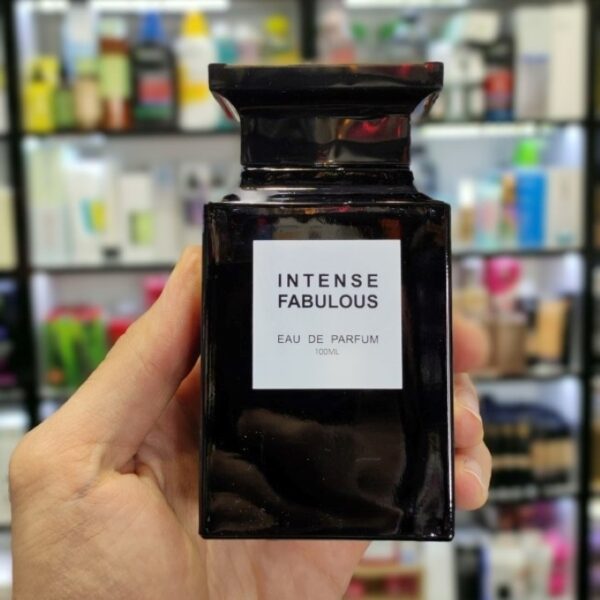 INTENSE
FABULOUS
EAU DE PARFUM
100ML